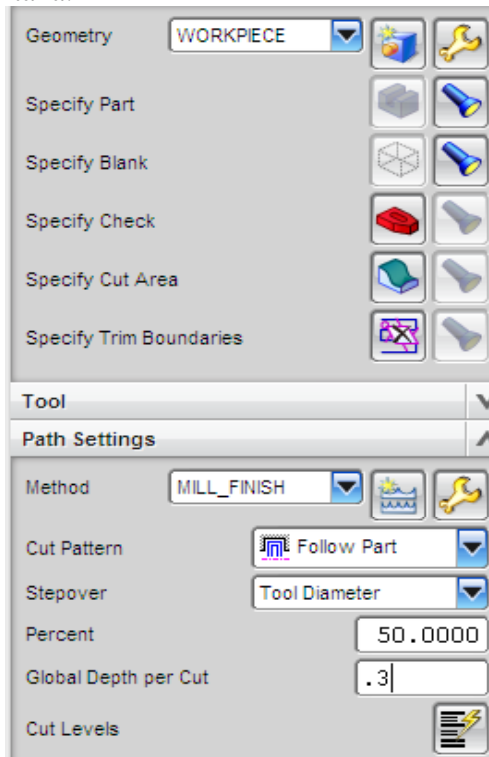 Geometry WORKPIECE
Specify Part
Specify Blank
Specify Check
Specify Cut Area
Specify Trim Boundaries
Tool
Path Settings
Method MILL_FINISH
Cut Pattern Follow Part
Stepover Tool Diameter
Percent 50.0000
Global Depth per Cut .3
Cut Levels